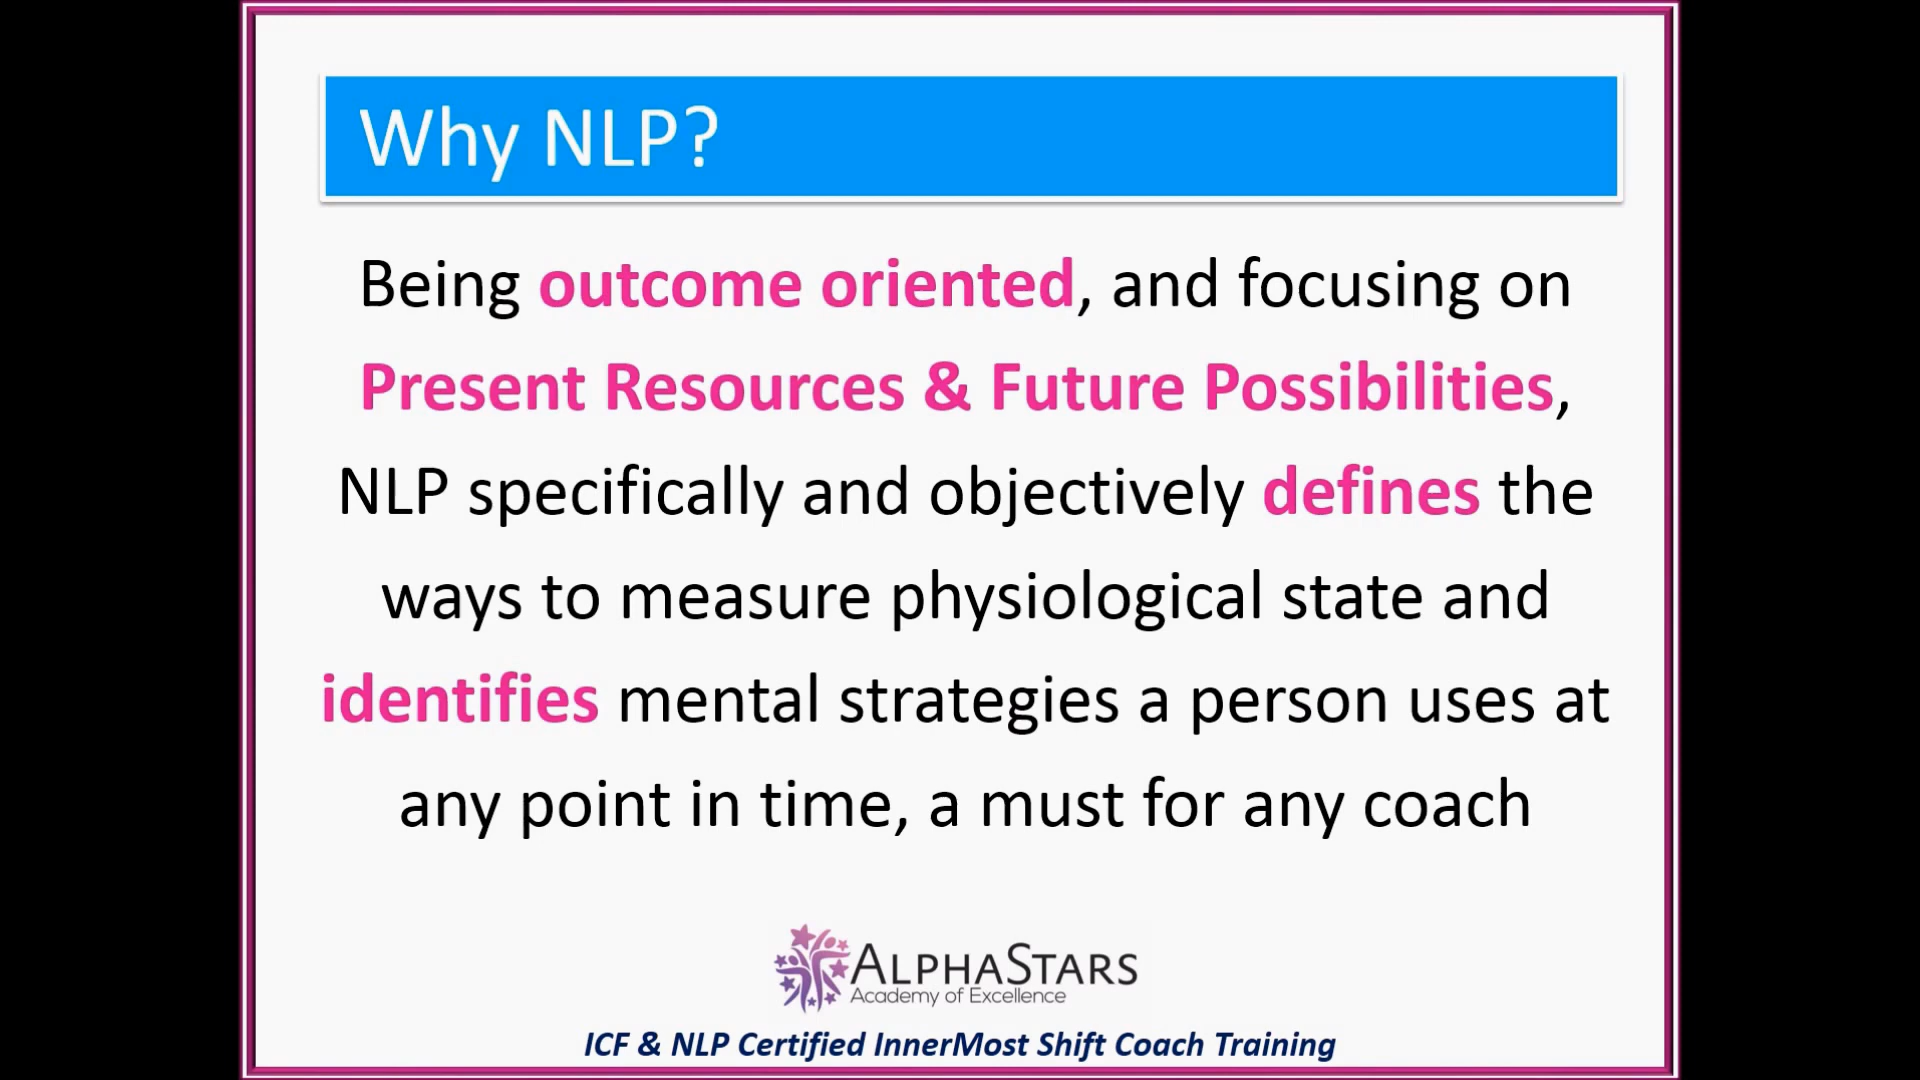 Why NLP?
Being outcome oriented, and focusing on
Present Resources & Future Possibilities,
NLP specifically and objectively defines the
ways to measure physiological state and
identifies mental strategies a person uses at
any point in time, a must for any coach
ALPHASTARS
Academy of Excellence
ICF & NLP Certified InnerMost Shift Coach Training